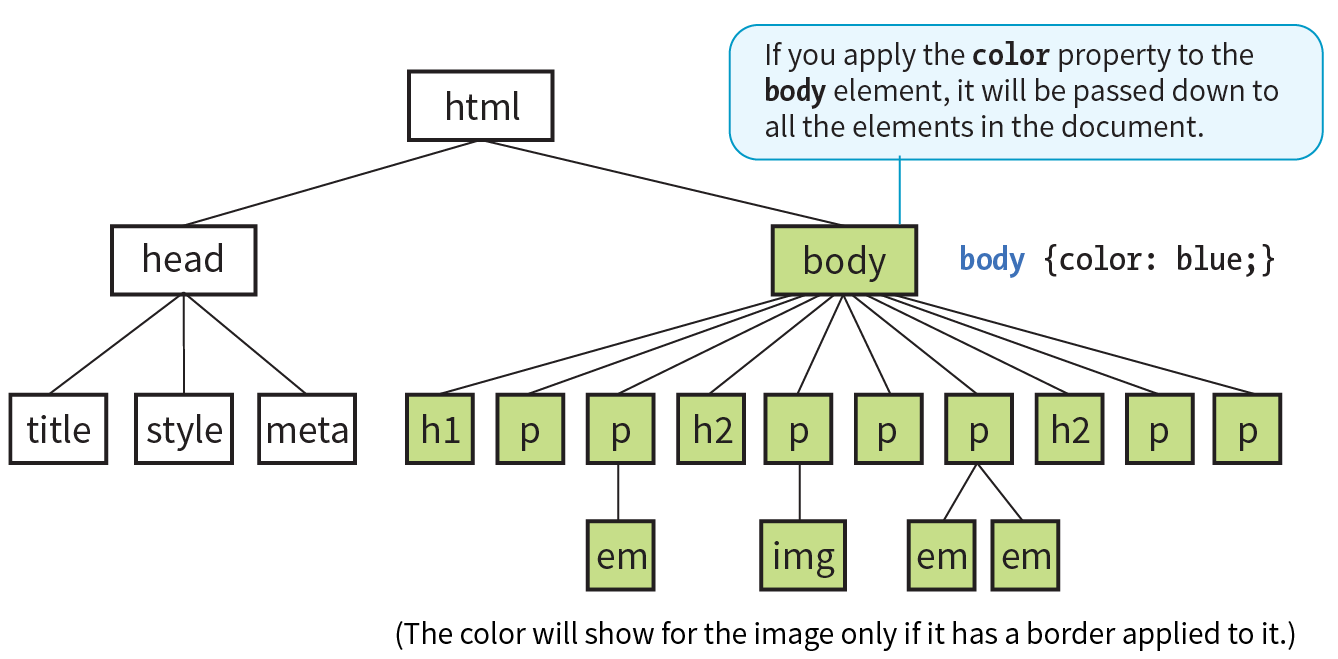 If you apply the color property to the
body element, it will be passed down to
all the elements in the document.
html
head
body
body {color: blue;}
title
style
meta
h1
p
p
h2
p
p
p
h2
p
p
em
img
em
em
(The color will show for the image only if it has a border applied to it.)